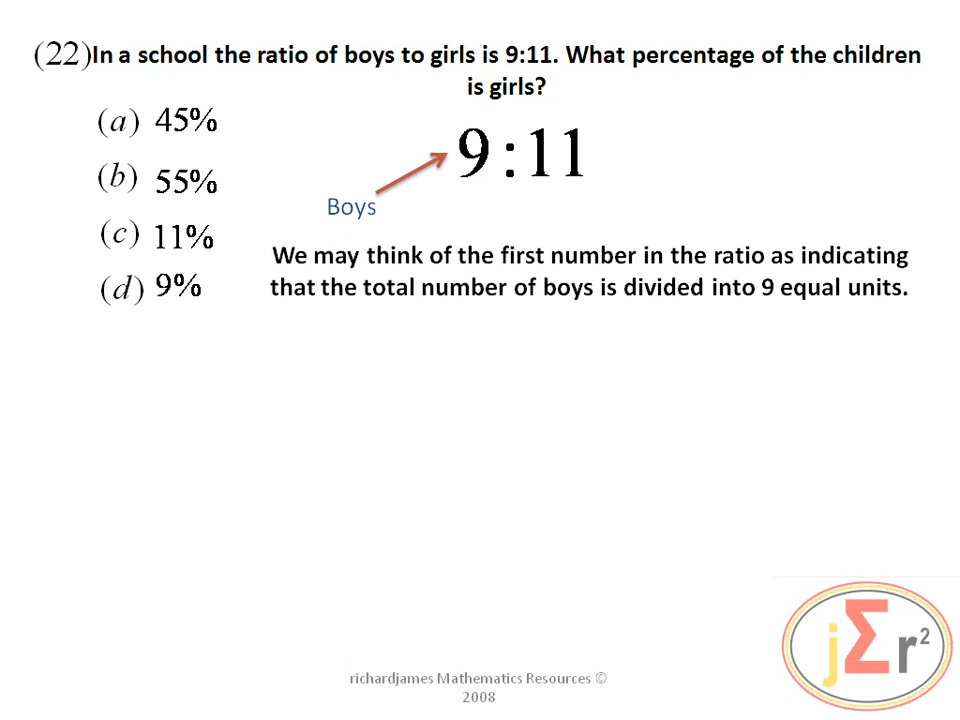 (22)In a school the ratio of boys to girls is 9:11. What percentage of the children
is girls?
(a) 45%
9:11
(b) 55%
Boys
(c) 11%
We may think of the first number in the ratio as indicating
(d) 9%
that the total number of boys is divided into 9 equal units.
jΣr²
richardjames Mathematics Resources ©
2008